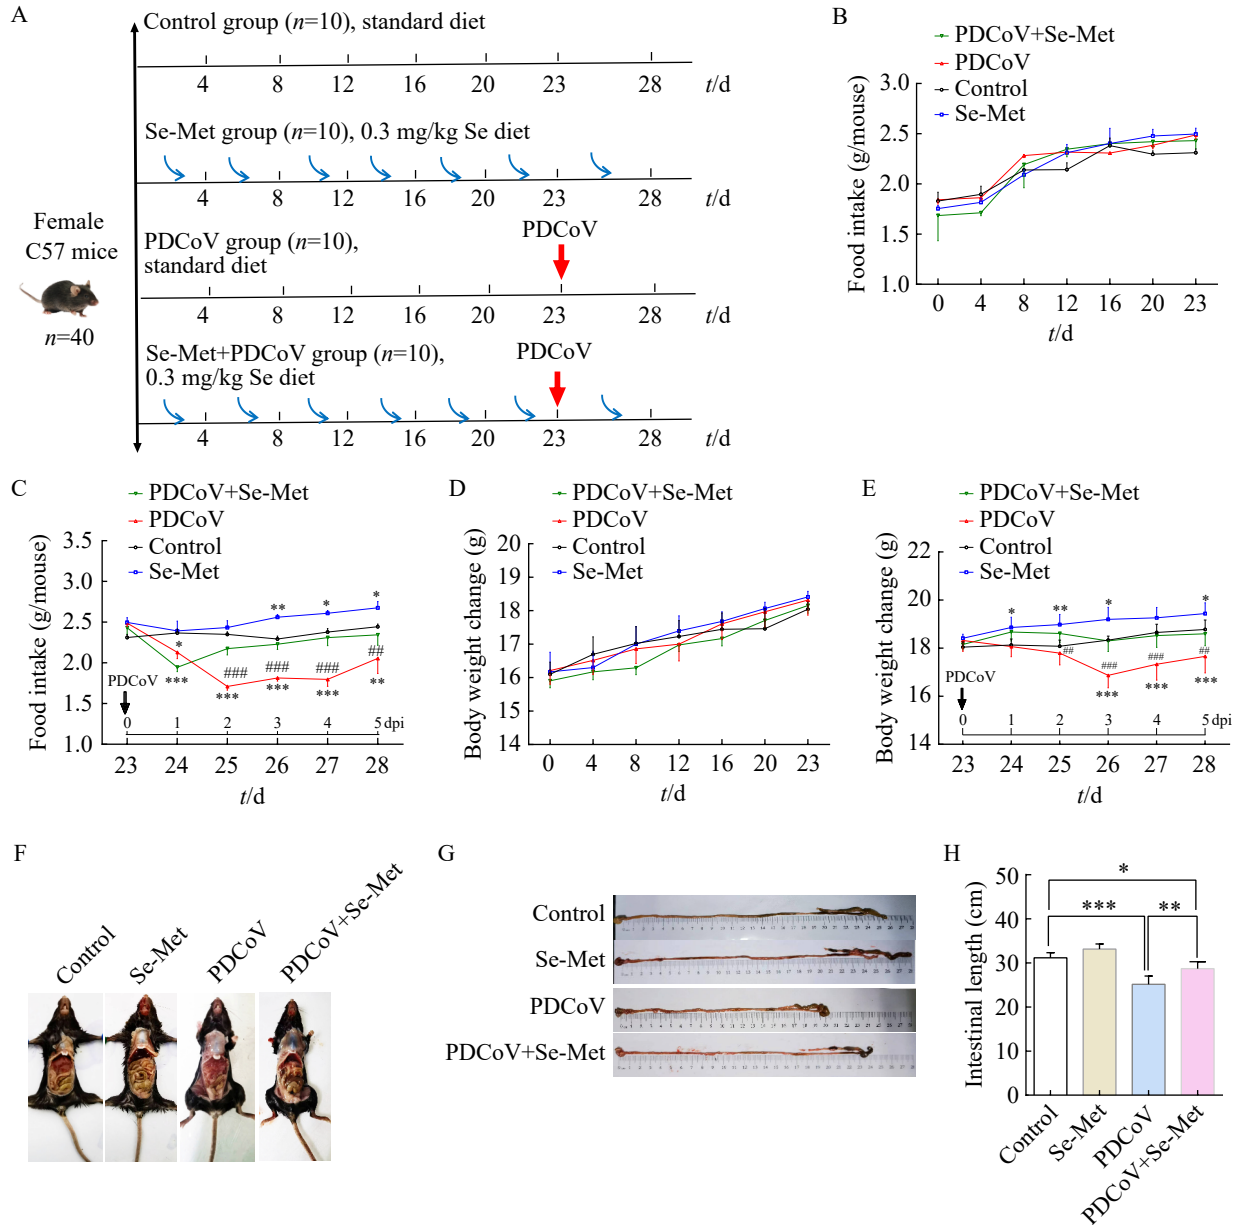 A
Control group (n=10), standard diet
4 8 12 16 20 23 28 t/d
Se-Met group (n=10), 0.3 mg/kg Se diet
4 8 12 16 20 23 28 t/d
Female
C57 mice
n=40
PDCoV group (n=10),
standard diet
PDCoV
4 8 12 16 20 23 28 t/d
Se-Met+PDCoV group (n=10),
0.3 mg/kg Se diet
PDCoV
4 8 12 16 20 23 28 t/d
B
PDCoV+Se-Met
PDCoV
Control
Se-Met
Food intake (g/mouse)
3.0
2.5
2.0
1.5
1.0
0 4 8 12 16 20 23
t/d
C
PDCoV+Se-Met
PDCoV
Control
Se-Met
Food intake (g/mouse)
3.5
3.0
2.5
2.0
1.5
1.0
** * *
*
### ### ##
*** *** *** *** **
PDCoV
0 1 2 3 4 5 dpi
23 24 25 26 27 28
t/d
D
PDCoV+Se-Met
PDCoV
Control
Se-Met
Body weight change (g)
20
19
18
17
16
15
14
0 4 8 12 16 20 23
t/d
E
PDCoV+Se-Met
PDCoV
Control
Se-Met
Body weight change (g)
22
20
18
16
14
* ** * *
## ### ### ##
*** *** ***
PDCoV
0 1 2 3 4 5 dpi
23 24 25 26 27 28
t/d
F
Control
Se-Met
PDCoV
PDCoV+Se-Met
G
Control
Se-Met
PDCoV
PDCoV+Se-Met
H
Intestinal length (cm)
50
40
30
20
10
0
*
*** **
Control
Se-Met
PDCoV
PDCoV+Se-Met